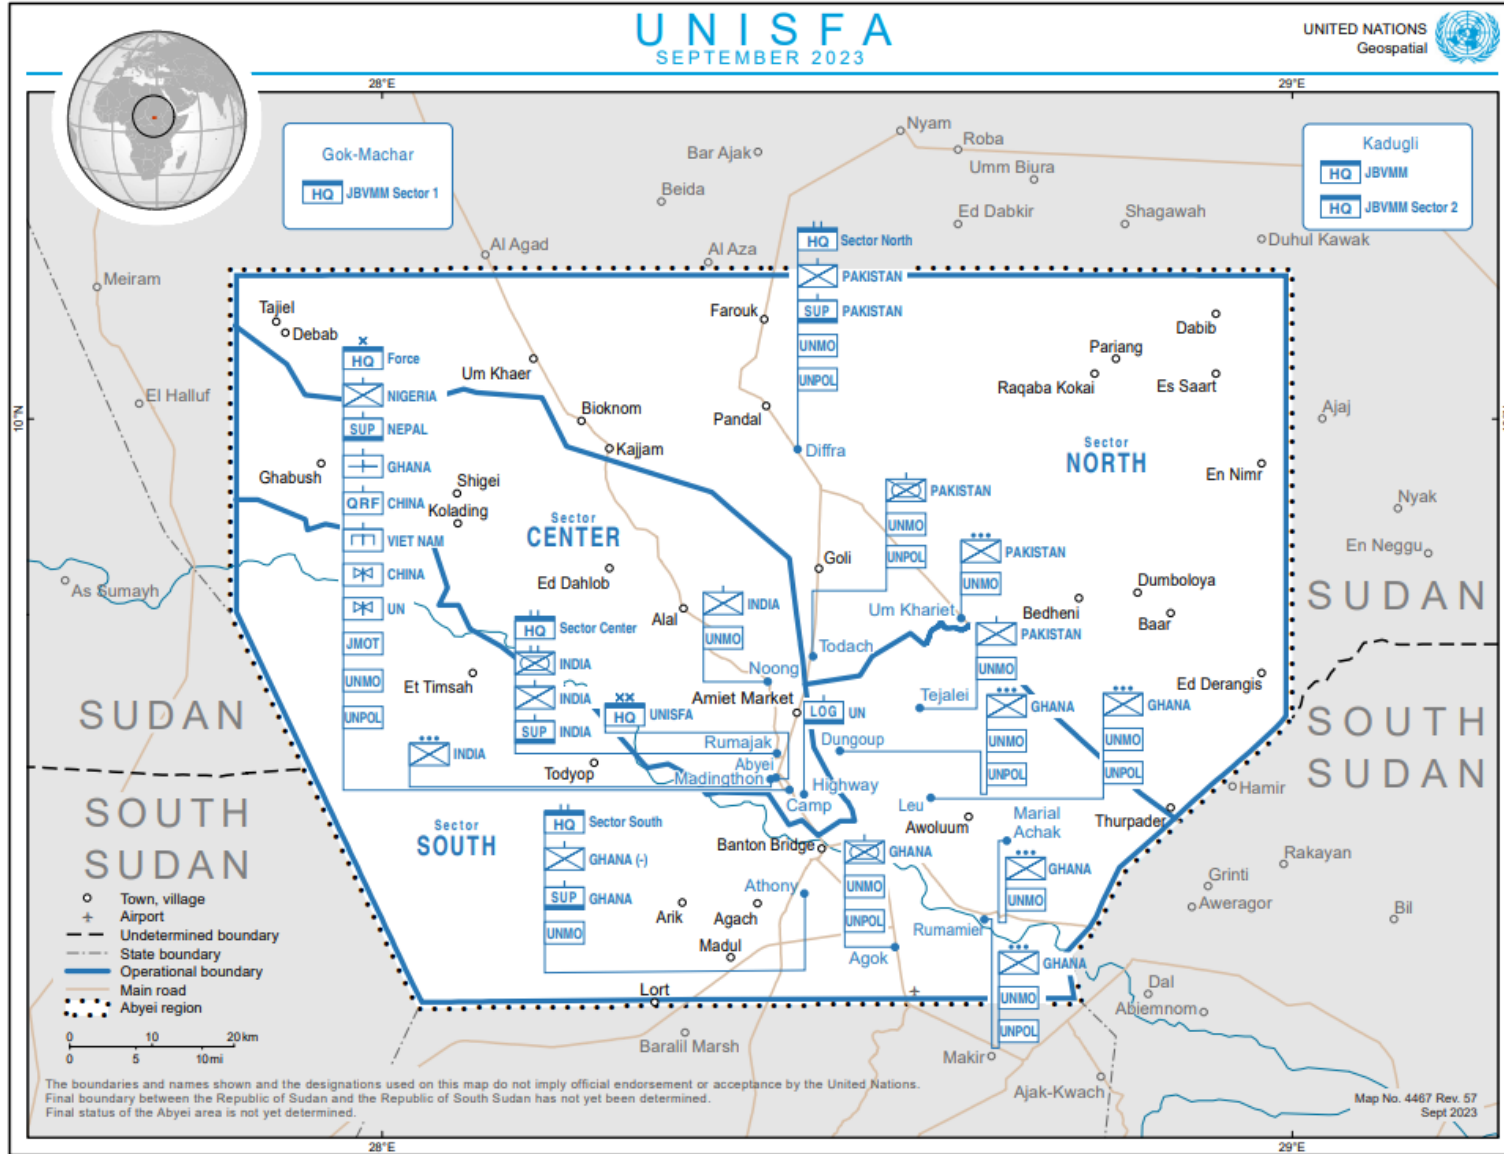 UNISFA
SEPTEMBER 2023
UNITED NATIONS
Geospatial
28°E
29°E
Gok-Machar
HQ JBVMM Sector 1
Kadugli
HQ JBVMM
HQ JBVMM Sector 2
Nyam
Roba
Bar Ajak
Umm Biura
Beida
Ed Dabkir
Shagawah
Duhul Kawak
Al Agad
Al Aza
Meiram
El Halluf
As Sumayh
10°N
HQ Sector North
PAKISTAN
SUP PAKISTAN
UNMO
UNPOL
Diffra
Tajiel
Debab
Farouk
Dabib
Um Khaer
Pariang
Raqaba Kokai
Es Saart
Bioknom
Pandal
Kajjam
Ajaj
HQ Force
NIGERIA
SUP NEPAL
GHANA
QRF CHINA
VIET NAM
CHINA
UN
JMOT
UNMO
UNPOL
Ghabush
Shigei
Kolading
Sector
NORTH
En Nimr
Nyak
En Neggu
Sector
CENTER
PAKISTAN
UNMO
UNPOL
PAKISTAN
UNMO
Goli
Ed Dahlob
Dumboloya
Bedheni
Baar
SUDAN
Alal
INDIA
UNMO
Um Khariet
Todach
PAKISTAN
UNMO
Noong
HQ Sector Center
INDIA
INDIA
SUP INDIA
Et Timsah
Amiet Market
Tejalei
Ed Derangis
HQ UNISFA
LOG UN
GHANA
UNMO
UNPOL
GHANA
UNMO
UNPOL
SUDAN
SOUTH
SUDAN
Rumajak
Dungoup
INDIA
Todyop
Abyei
Madingthon
Highway
Camp
Leu
Hamir
SOUTH
SUDAN
Sector
SOUTH
HQ Sector South
GHANA (-)
SUP GHANA
UNMO
Awoluum
Marial
Achak
Thurpader
Banton Bridge
GHANA
UNMO
UNPOL
GHANA
UNMO
Rakayan
Grinti
Aweragor
Bil
Athony
Arik
Agach
Madul
Rumamier
Agok
GHANA
UNMO
UNPOL
Lort
Dal
Abiemnom
Baralil Marsh
Makir
Ajak-Kwach
Town, village
Airport
Undetermined boundary
State boundary
Operational boundary
Main road
Abyei region
0 10 20 km
0 5 10 mi
The boundaries and names shown and the designations used on this map do not imply official endorsement or acceptance by the United Nations.
Final boundary between the Republic of Sudan and the Republic of South Sudan has not yet been determined.
Final status of the Abyei area is not yet determined.
Map No. 4467 Rev. 57
Sept 2023
28°E
29°E